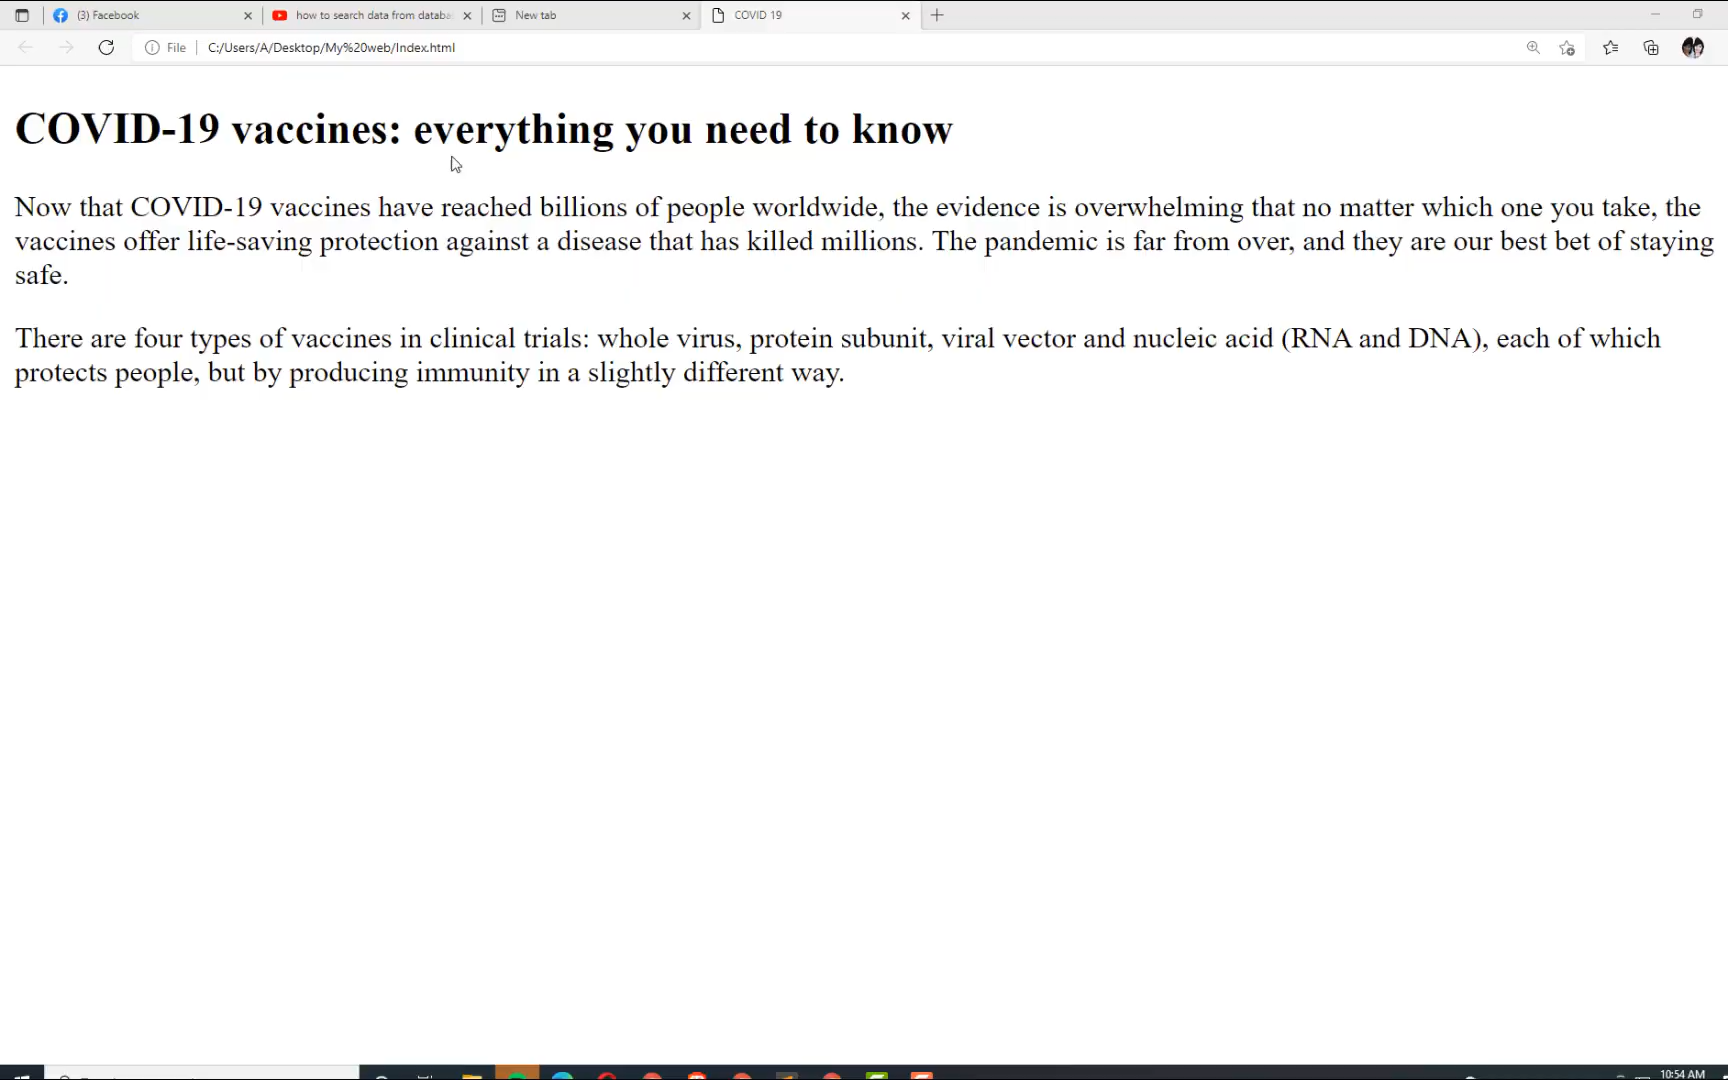 (3) Facebook
how to search data from databa
New tab
COVID 19
File
C:/Users/A/Desktop/My%20web/Index.html
COVID-19 vaccines: everything you need to know
Now that COVID-19 vaccines have reached billions of people worldwide, the evidence is overwhelming that no matter which one you take, the
vaccines offer life-saving protection against a disease that has killed millions. The pandemic is far from over, and they are our best bet of staying
safe.
There are four types of vaccines in clinical trials: whole virus, protein subunit, viral vector and nucleic acid (RNA and DNA), each of which
protects people, but by producing immunity in a slightly different way.
10:54 AM